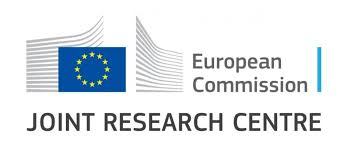 European
Commission
JOINT RESEARCH CENTRE